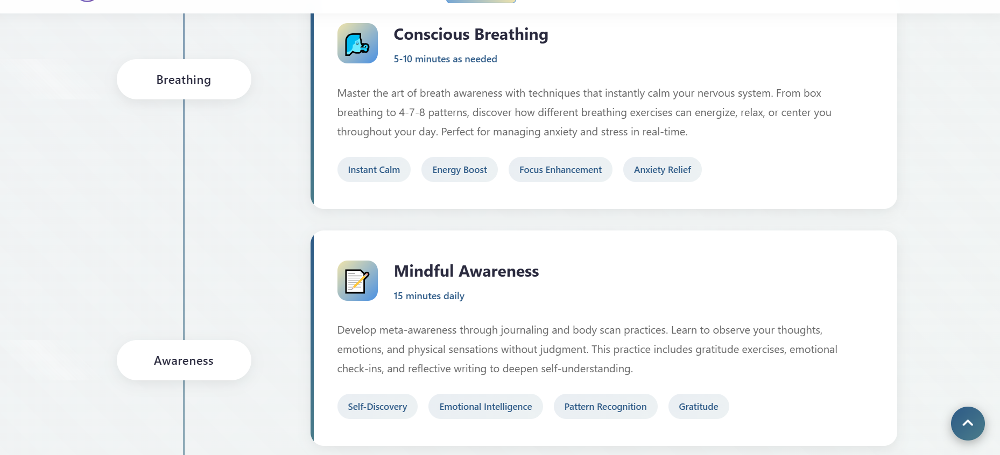 Conscious Breathing
5-10 minutes as needed
Breathing
Master the art of breath awareness with techniques that instantly calm your nervous system. From box
breathing to 4-7-8 patterns, discover how different breathing exercises can energize, relax, or center you
throughout your day. Perfect for managing anxiety and stress in real-time.
Instant Calm
Energy Boost
Focus Enhancement
Anxiety Relief
Mindful Awareness
15 minutes daily
Awareness
Develop meta-awareness through journaling and body scan practices. Learn to observe your thoughts,
emotions, and physical sensations without judgment. This practice includes gratitude exercises, emotional
check-ins, and reflective writing to deepen self-understanding.
Self-Discovery
Emotional Intelligence
Pattern Recognition
Gratitude